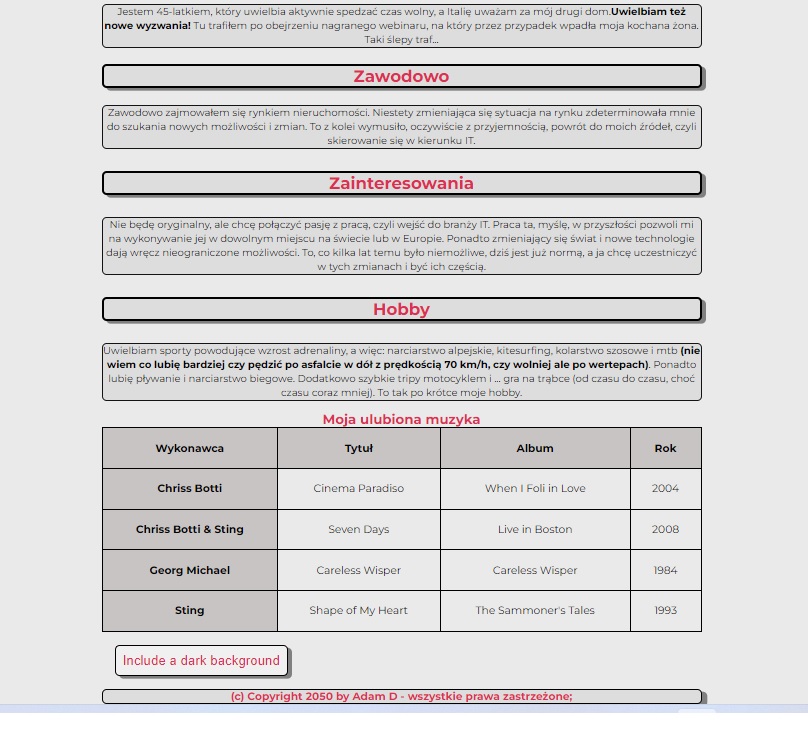 Jestem 45-latkiem, który uwielbia aktywnie spedzać czas wolny, a Italię uważam za mój drugi dom.Uwielbiam też
nowe wyzwania! Tu trafiłem po obejrzeniu nagranego webinaru, na który przez przypadek wpadła moja kochana żona.
Taki ślepy traf...
Zawodowo
Zawodowo zajmowałem się rynkiem nieruchomości. Niestety zmieniająca się sytuacja na rynku zdeterminowała mnie
do szukania nowych możliwości i zmian. To z kolei wymusiło, oczywiście z przyjemnością, powrót do moich źródeł, czyli
skierowanie się w kierunku IT.
Zainteresowania
Nie będę oryginalny, ale chcę połączyć pasję z pracą, czyli wejść do branży IT. Praca ta, myślę, w przyszłości pozwoli mi
na wykonywanie jej w dowolnym miejscu na świecie lub w Europie. Ponadto zmieniający się świat i nowe technologie
dają wręcz nieograniczone możliwości. To, co kilka lat temu było niemożliwe, dziś jest już normą, a ja chcę uczestniczyć
w tych zmianach i być ich częścią.
Hobby
Uwielbiam sporty powodujące wzrost adrenaliny, a więc: narciarstwo alpejskie, kitesurfing, kolarstwo szosowe i mtb (nie
wiem co lubię bardziej czy pędzić po asfalcie w dół z prędkością 70 km/h, czy wolniej ale po wertepach). Ponadto
lubię pływanie i narciarstwo biegowe. Dodatkowo szybkie tripy motocyklem i ... gra na trąbce (od czasu do czasu, choć
czasu coraz mniej). To tak po krótce moje hobby.
Moja ulubiona muzyka
Wykonawca Tytuł Album Rok
Chriss Botti Cinema Paradiso When I Foli in Love 2004
Chriss Botti & Sting Seven Days Live in Boston 2008
Georg Michael Careless Wisper Careless Wisper 1984
Sting Shape of My Heart The Sammoner's Tales 1993
Include a dark background
(c) Copyright 2050 by Adam D - wszystkie prawa zastrzeżone;